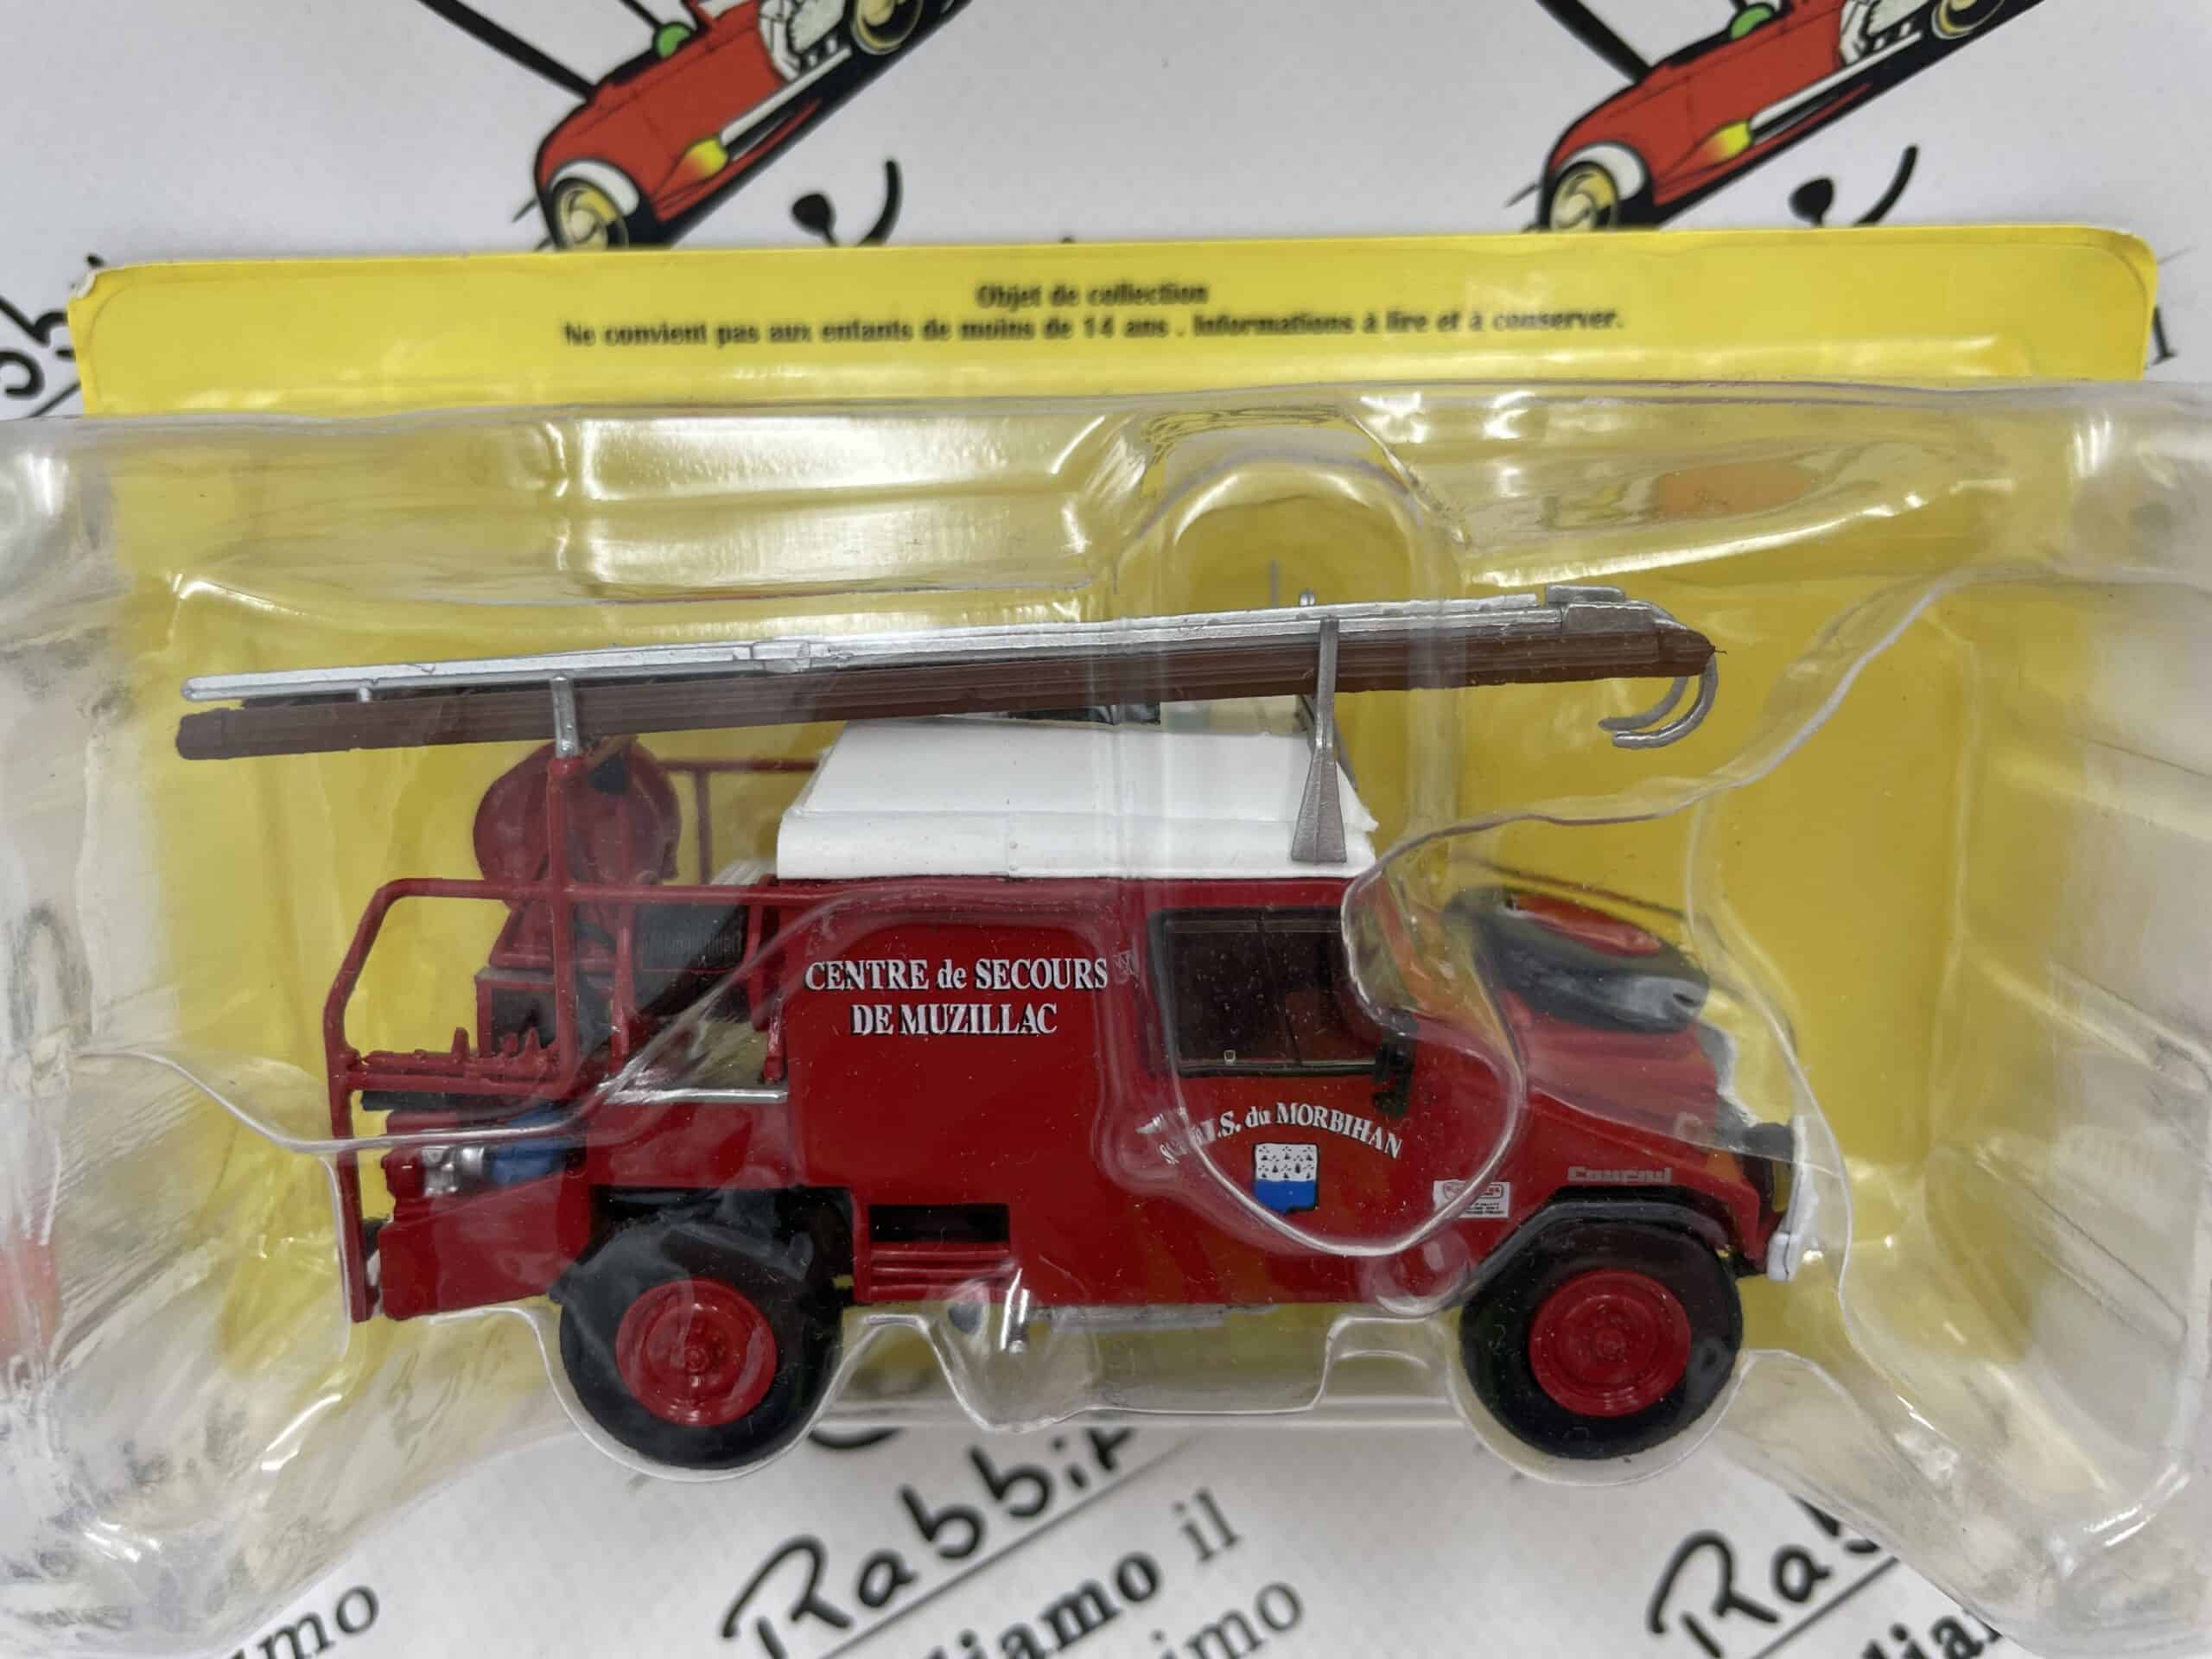 Objet de collection
Ne convient pas aux enfants de moins de 14 ans . Informations à lire et à conserver.
CENTRE de SECOURS
DE MUZILLAC
.S. du MORBIHAN
Rabbit
il